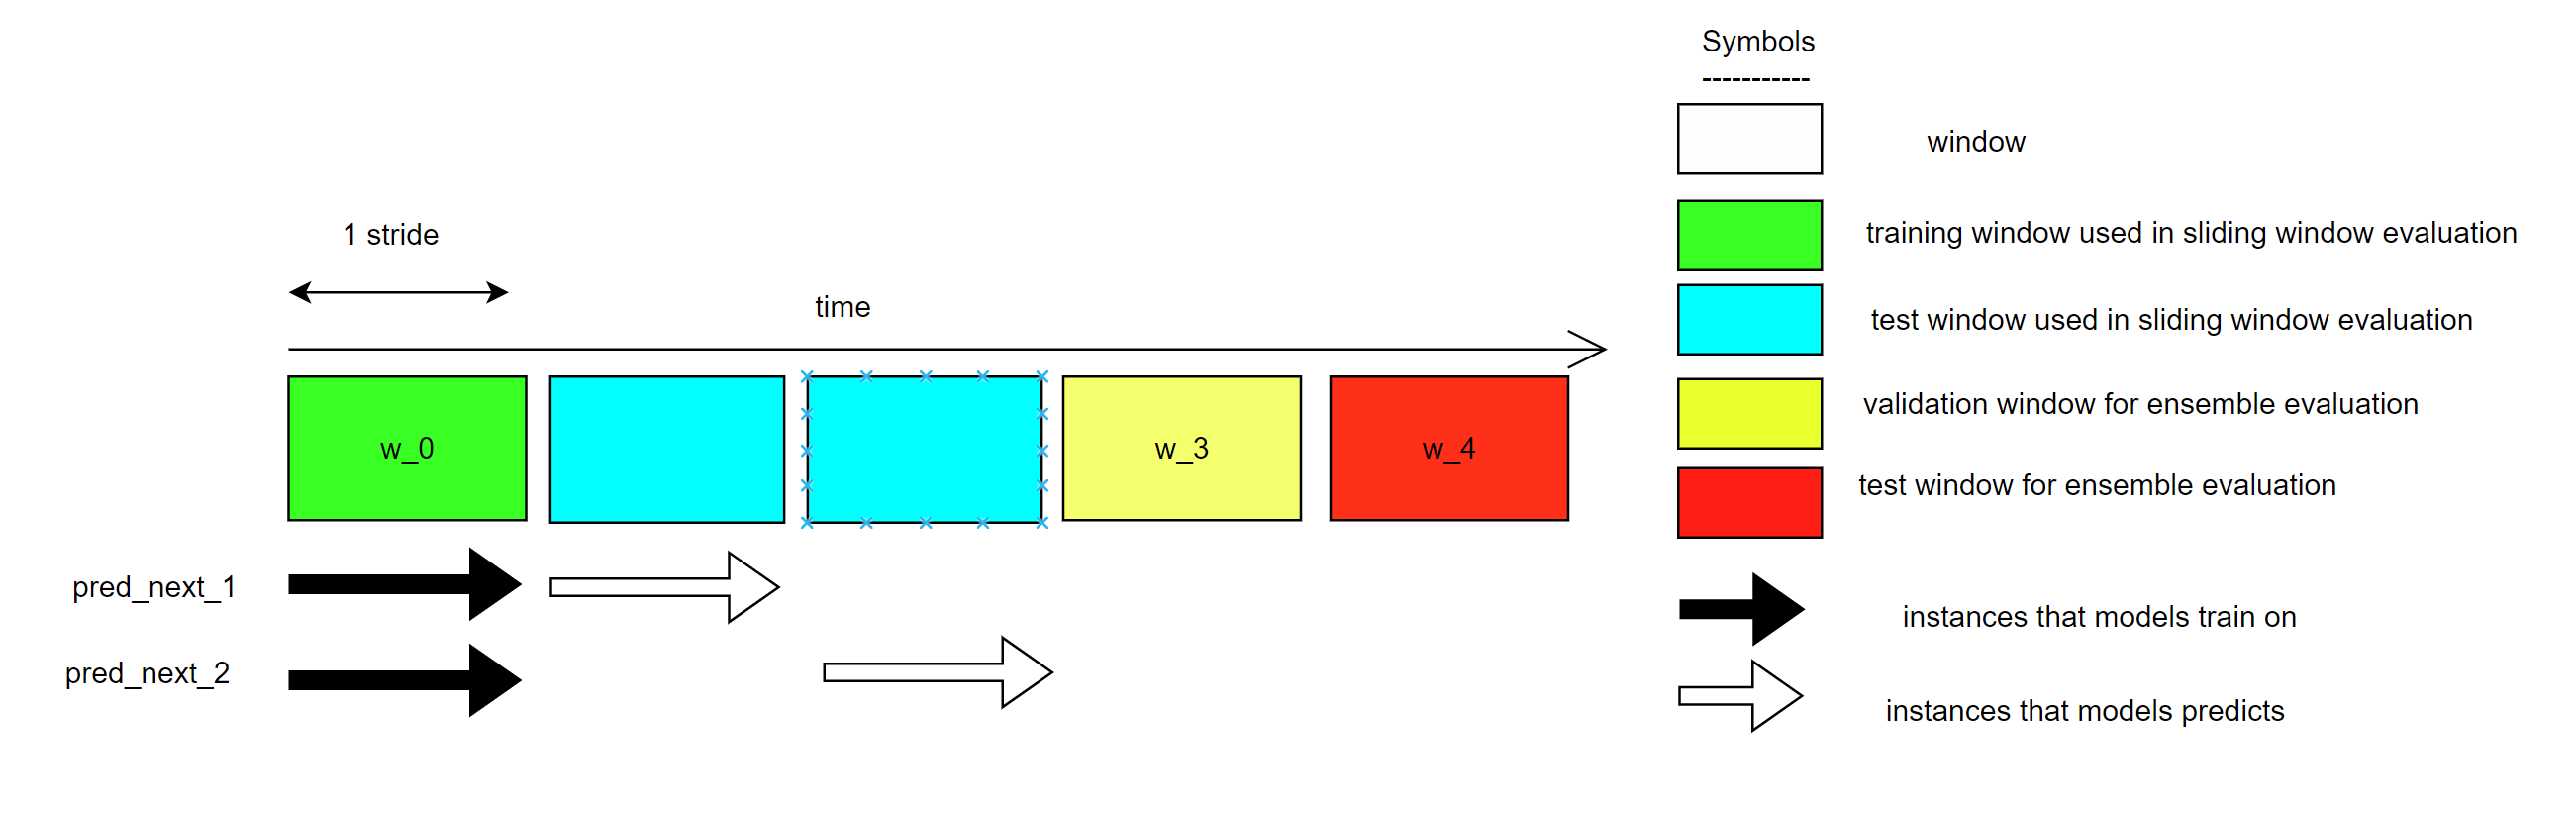 Symbols
-----------
window
training window used in sliding window evaluation
1 stride
time
test window used in sliding window evaluation
validation window for ensemble evaluation
w_0
w_3
w_4
test window for ensemble evaluation
pred_next_1
instances that models train on
pred_next_2
instances that models predicts